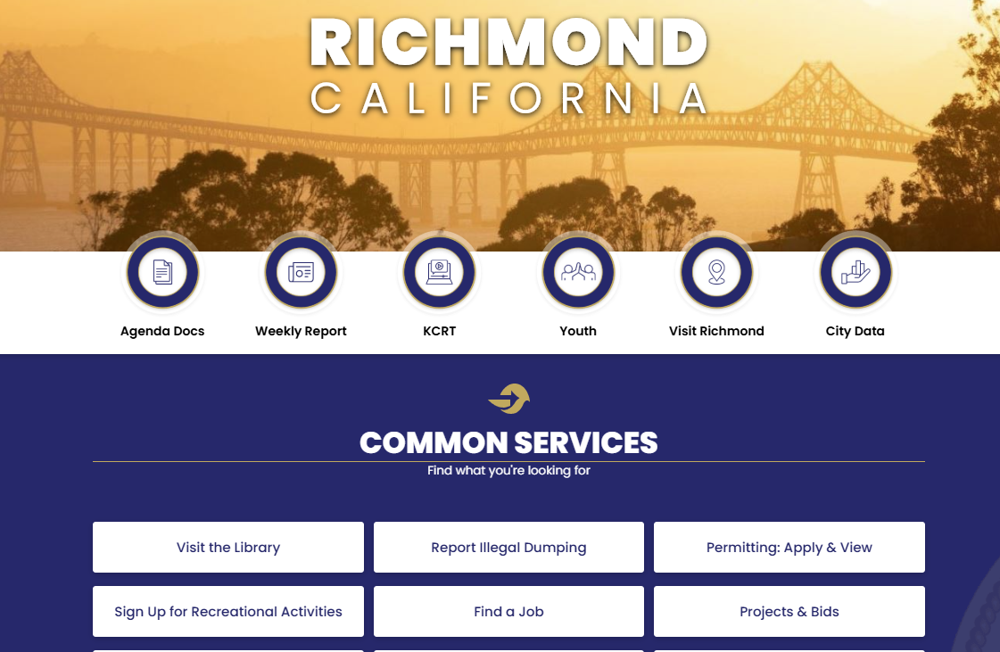 RICHMOND
CALIFORNIA
Agenda Docs
Weekly Report
KCRT
Youth
Visit Richmond
City Data
COMMON SERVICES
Find what you're looking for
Visit the Library
Report Illegal Dumping
Permitting: Apply & View
Sign Up for Recreational Activities
Find a Job
Projects & Bids